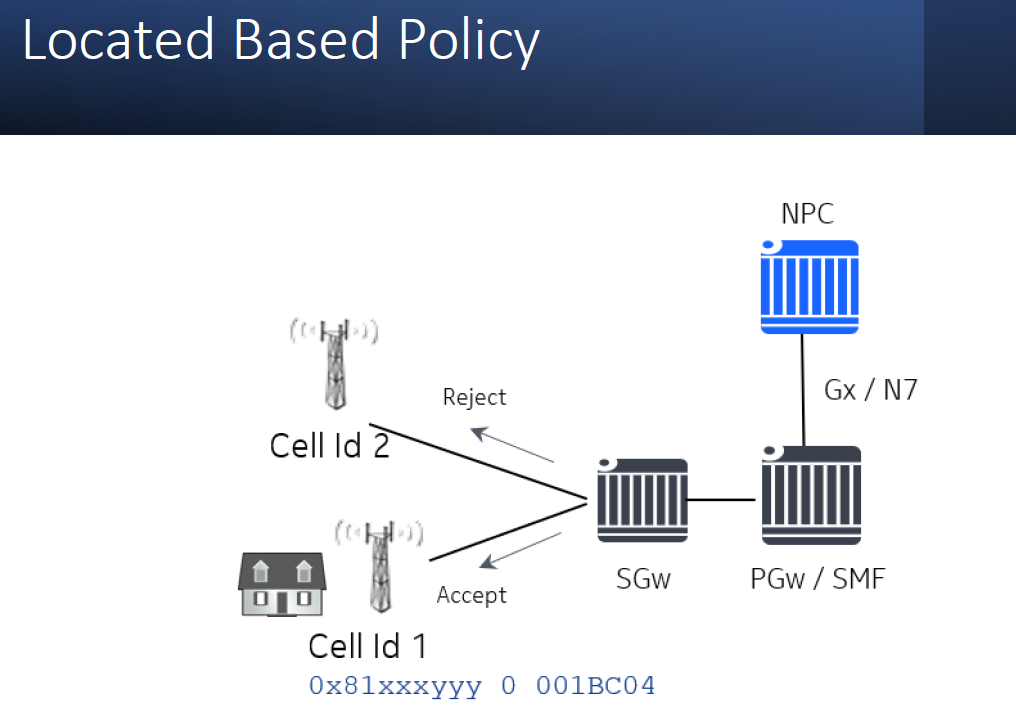 Located Based Policy
NPC
Gx / N7
Reject
Cell Id 2
SGw
PGw / SMF
Accept
Cell Id 1
0x81xxxyyy 0 001BC04